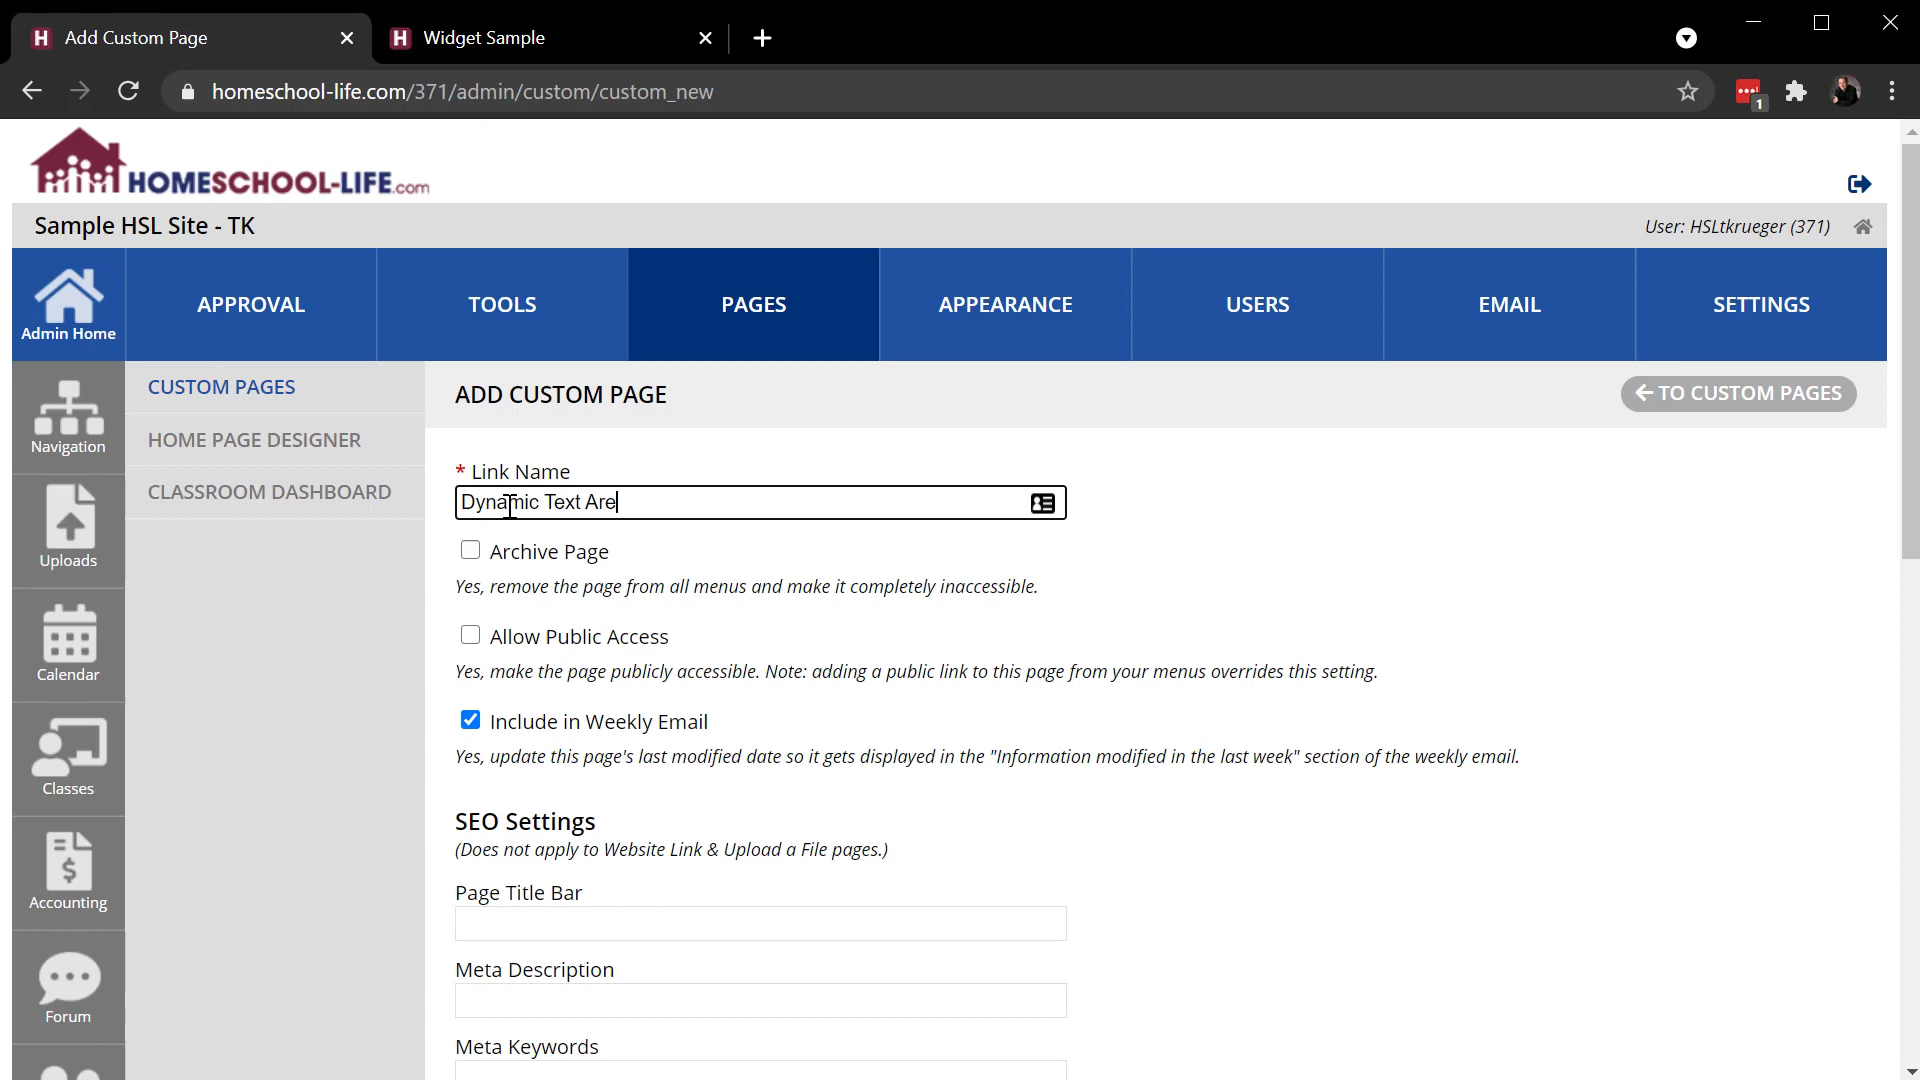 Add Custom Page
Widget Sample
homeschool-life.com/371/admin/custom/custom_new
1
HOMESCHOOL-LIFE.com
Sample HSL Site - TK
User: HSLtkrueger (371)
Admin Home
APPROVAL
TOOLS
PAGES
APPEARANCE
USERS
EMAIL
SETTINGS
Navigation
Uploads
Calendar
Classes
Accounting
Forum
CUSTOM PAGES
HOME PAGE DESIGNER
CLASSROOM DASHBOARD
ADD CUSTOM PAGE
TO CUSTOM PAGES
* Link Name
Dynamic Text Are
Archive Page
Yes, remove the page from all menus and make it completely inaccessible.
Allow Public Access
Yes, make the page publicly accessible. Note: adding a public link to this page from your menus overrides this setting.
Include in Weekly Email
Yes, update this page's last modified date so it gets displayed in the "Information modified in the last week" section of the weekly email.
SEO Settings
(Does not apply to Website Link & Upload a File pages.)
Page Title Bar
Meta Description
Meta Keywords